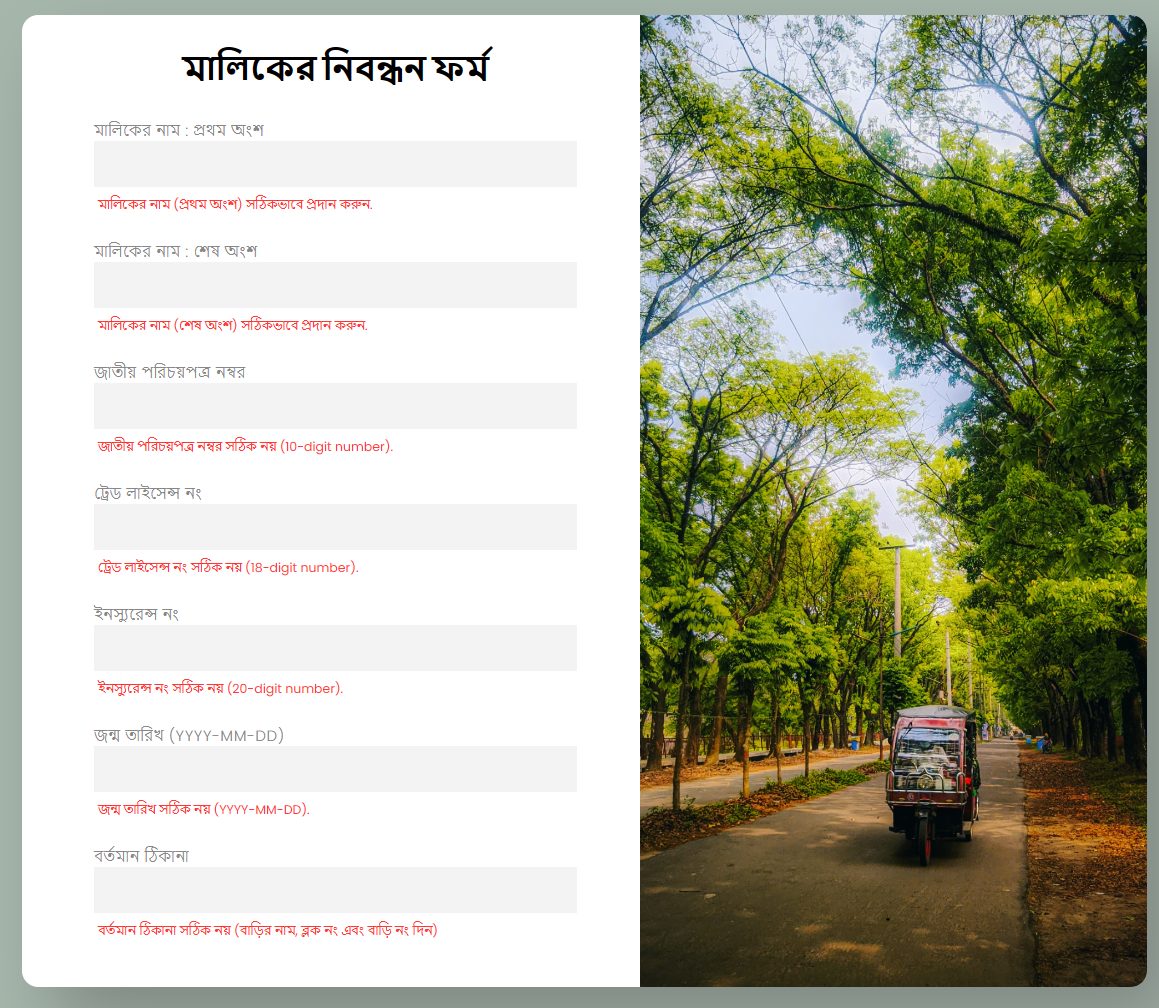 মালিকের নিবন্ধন ফর্ম
মালিকের নাম : প্রথম অংশ
মালিকের নাম (প্রথম অংশ) সঠিকভাবে প্রদান করুন.
মালিকের নাম : শেষ অংশ
মালিকের নাম (শেষ অংশ) সঠিকভাবে প্রদান করুন.
জাতীয় পরিচয়পত্র নম্বর
জাতীয় পরিচয়পত্র নম্বর সঠিক নয় (10-digit number).
ট্রেড লাইসেন্স নং
ট্রেড লাইসেন্স নং সঠিক নয় (18-digit number).
ইনস্যুরেন্স নং
ইনস্যুরেন্স নং সঠিক নয় (20-digit number).
জন্ম তারিখ (YYYY-MM-DD)
জন্ম তারিখ সঠিক নয় (YYYY-MM-DD).
বর্তমান ঠিকানা
বর্তমান ঠিকানা সঠিক নয় (বাড়ির নাম, ব্লক নং এবং বাড়ি নং দিন)